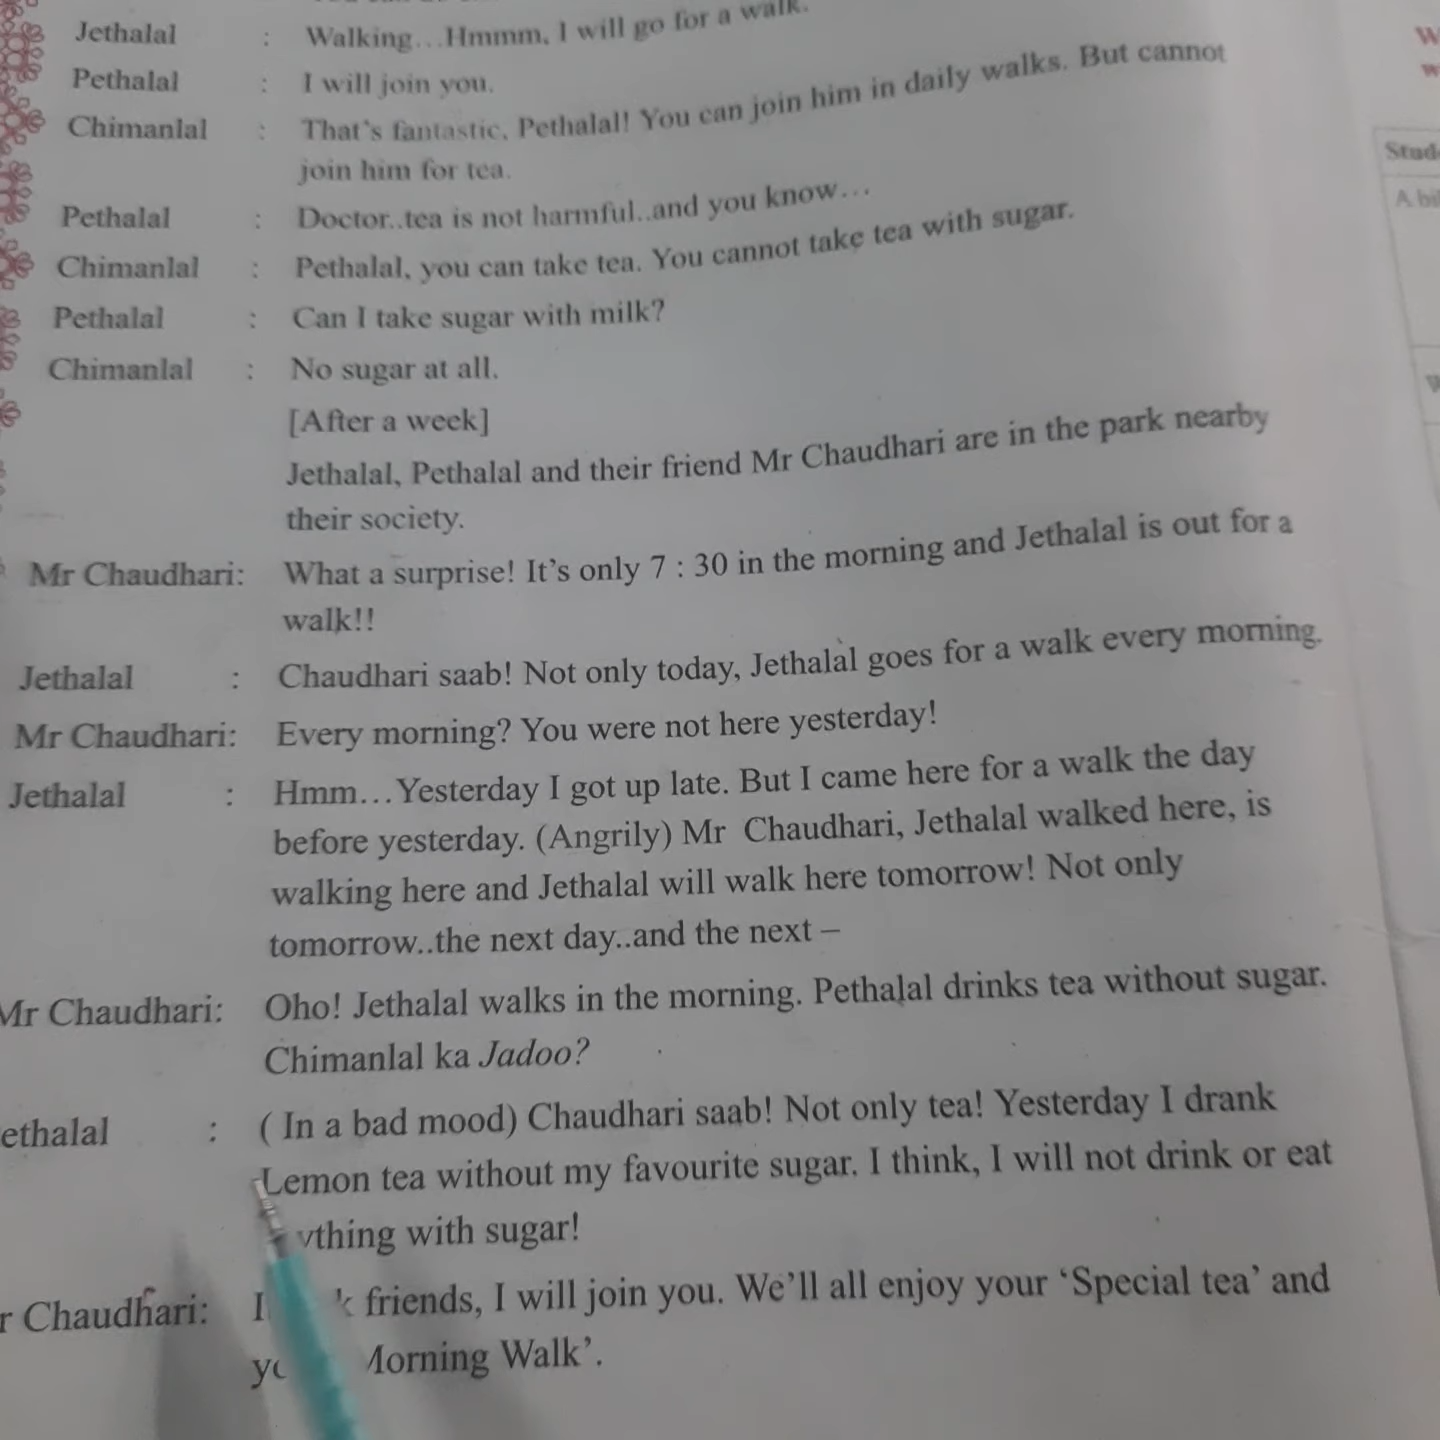 Jethalal : Walking...Hmmm, I will go for a walk.
Pethalal : I will join you.
Chimanlal : That's fantastic, Pethalal! You can join him in daily walks. But cannot
join him for tea.
Pethalal : Doctor..tea is not harmful..and you know...
Chimanlal : Pethalal, you can take tea. You cannot take tea with sugar.
Pethalal : Can I take sugar with milk?
Chimanlal : No sugar at all.
[After a week]
Jethalal, Pethalal and their friend Mr Chaudhari are in the park nearby
their society.
Mr Chaudhari: What a surprise! It's only 7 : 30 in the morning and Jethalal is out for a
walk!!
Jethalal : Chaudhari saab! Not only today, Jethalal goes for a walk every morning.
Mr Chaudhari: Every morning? You were not here yesterday!
Jethalal : Hmm...Yesterday I got up late. But I came here for a walk the day
before yesterday. (Angrily) Mr Chaudhari, Jethalal walked here, is
walking here and Jethalal will walk here tomorrow! Not only
tomorrow..the next day..and the next –
Mr Chaudhari: Oho! Jethalal walks in the morning. Pethalal drinks tea without sugar.
Chimanlal ka Jadoo?
ethalal : ( In a bad mood) Chaudhari saab! Not only tea! Yesterday I drank
Lemon tea without my favourite sugar. I think, I will not drink or eat
ything with sugar!
r Chaudhari: friends, I will join you. We'll all enjoy your 'Special tea' and
Morning Walk'.
Stud
A bi